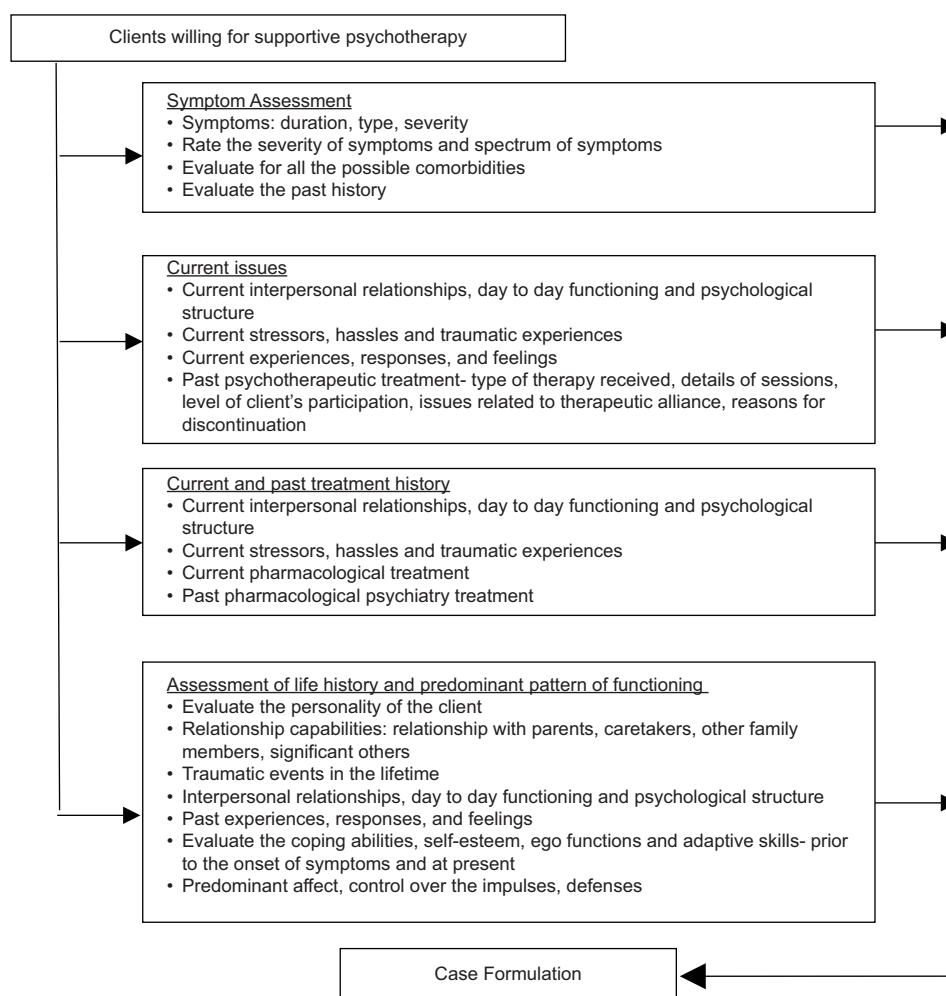 Clients willing for supportive psychotherapy
Symptom Assessment
• Symptoms: duration, type, severity
• Rate the severity of symptoms and spectrum of symptoms
• Evaluate for all the possible comorbidities
• Evaluate the past history
Current issues
• Current interpersonal relationships, day to day functioning and psychological
structure
• Current stressors, hassles and traumatic experiences
• Current experiences, responses, and feelings
• Past psychotherapeutic treatment- type of therapy received, details of sessions,
level of client's participation, issues related to therapeutic alliance, reasons for
discontinuation
Current and past treatment history
• Current interpersonal relationships, day to day functioning and psychological
structure
• Current stressors, hassles and traumatic experiences
• Current pharmacological treatment
• Past pharmacological psychiatry treatment
Assessment of life history and predominant pattern of functioning
• Evaluate the personality of the client
• Relationship capabilities: relationship with parents, caretakers, other family
members, significant others
• Traumatic events in the lifetime
• Interpersonal relationships, day to day functioning and psychological structure
• Past experiences, responses, and feelings
• Evaluate the coping abilities, self-esteem, ego functions and adaptive skills- prior
to the onset of symptoms and at present
• Predominant affect, control over the impulses, defenses
Case Formulation